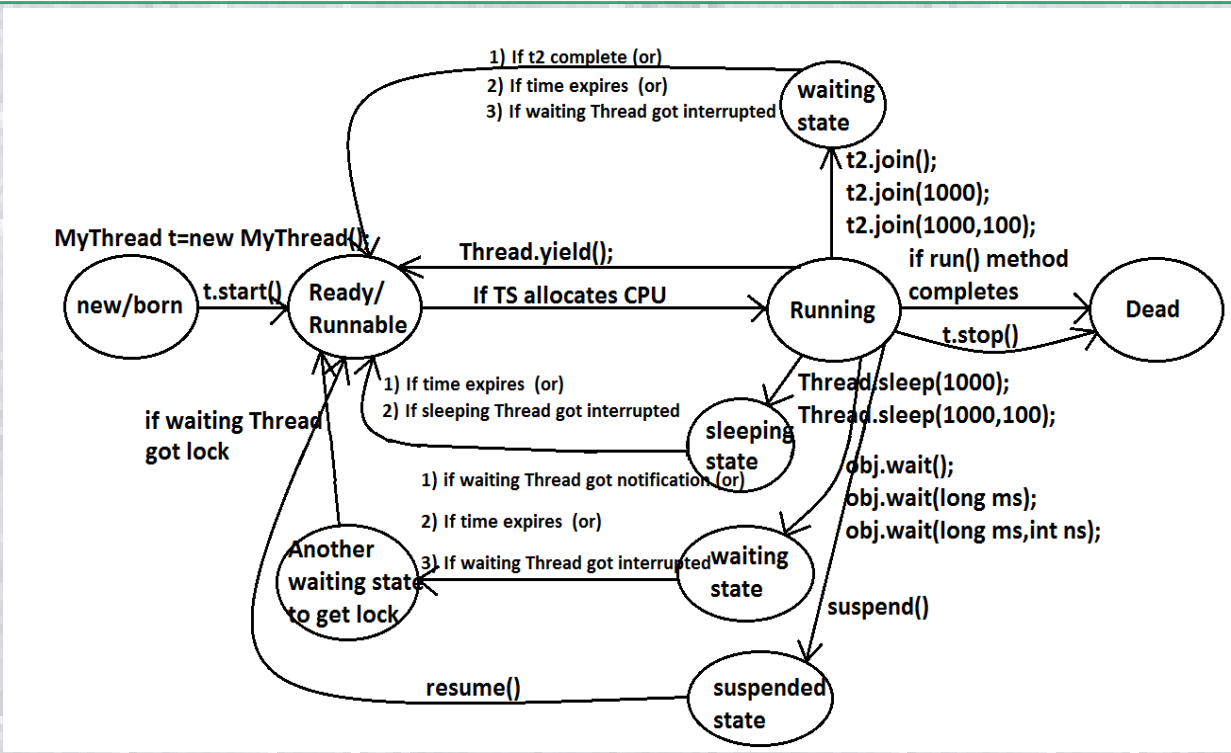 1) If t2 complete (or)
2) If time expires (or)
3) If waiting Thread got interrupted
waiting
state
t2.join();
t2.join(1000);
t2.join(1000,100);
MyThread t=new MyThread();
new/born
t.start()
Ready/
Runnable
Thread.yield();
If TS allocates CPU
Running
if run() method
completes
t.stop()
Dead
1) If time expires (or)
2) If sleeping Thread got interrupted
Thread.sleep(1000);
Thread.sleep(1000,100);
sleeping
state
if waiting Thread
got lock
1) if waiting Thread got notification (or)
2) If time expires (or)
3) If waiting Thread got interrupted
obj.wait();
obj.wait(long ms);
obj.wait(long ms,int ns);
Another
waiting state
to get lock
waiting
state
suspend()
resume()
suspended
state